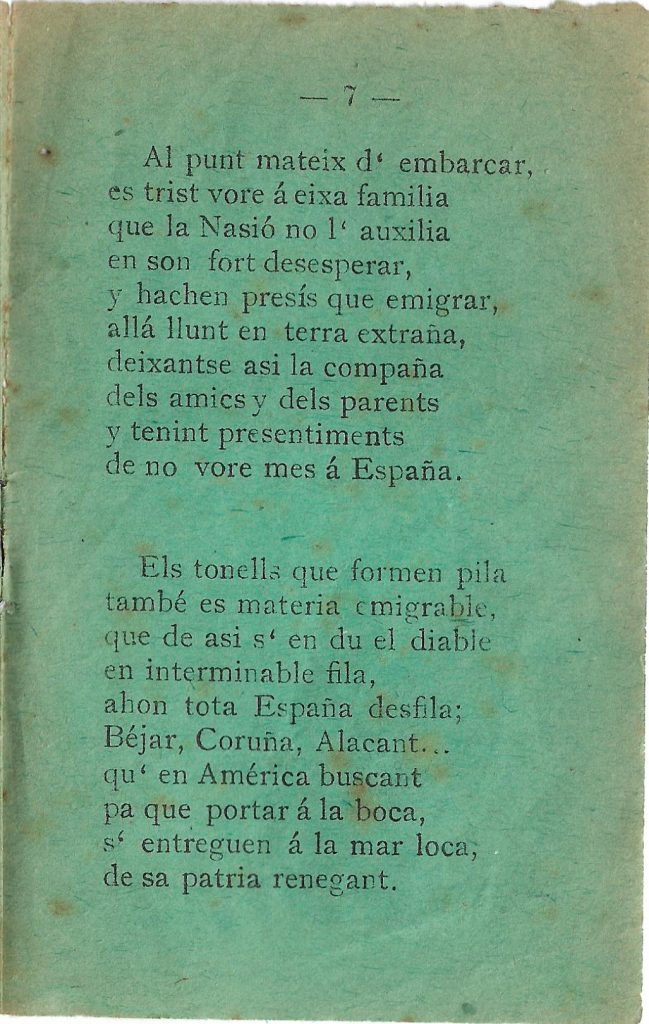 — 7 —
Al punt mateix d‘ embarcar,
es trist vore á eixa familia
que la Nasió no l‘ auxilia
en son fort desesperar,
y hachen presís que emigrar,
allá llunt en terra extraña,
deixantse asi la compaña
dels amics y dels parents
y tenint presentiments
de no vore mes á España.
Els tonells que formen pila
també es materia emigrable,
que de asi s‘ en du el diable
en interminable fila,
ahon tota España desfila;
Béjar, Coruña, Alacant...
qu‘ en América buscant
pa que portar á la boca,
s‘ entreguen á la mar loca,
de sa patria renegant.